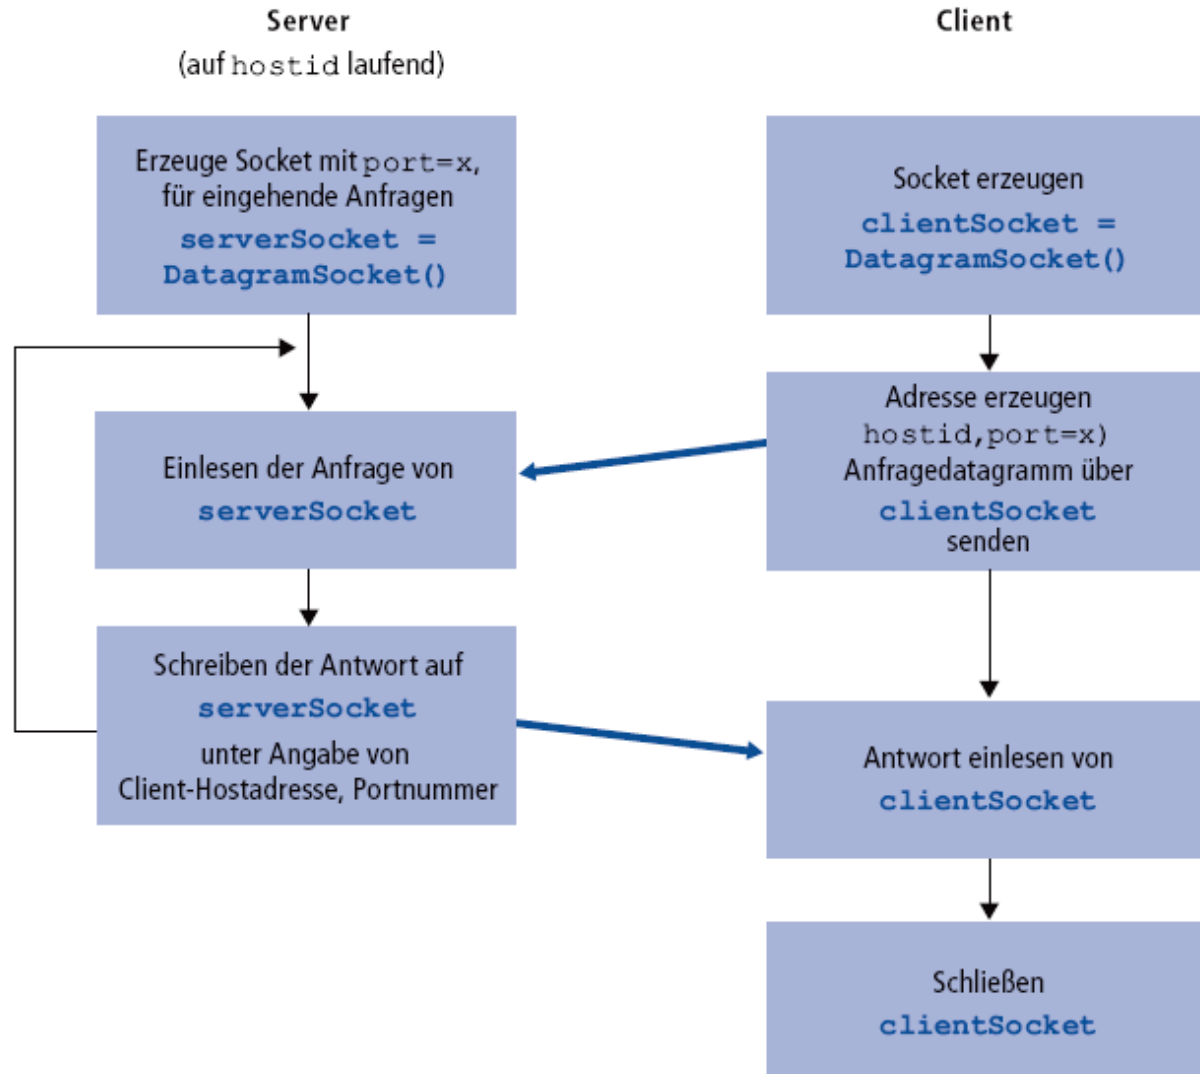 Server
(auf hostid laufend)
Erzeuge Socket mit port=x,
für eingehende Anfragen
serverSocket =
DatagramSocket()
Einlesen der Anfrage von
serverSocket
Schreiben der Antwort auf
serverSocket
unter Angabe von
Client-Hostadresse, Portnummer
Client
Socket erzeugen
clientSocket =
DatagramSocket()
Adresse erzeugen
hostid,port=x)
Anfragedatagramm über
clientSocket
senden
Antwort einlesen von
clientSocket
Schließen
clientSocket